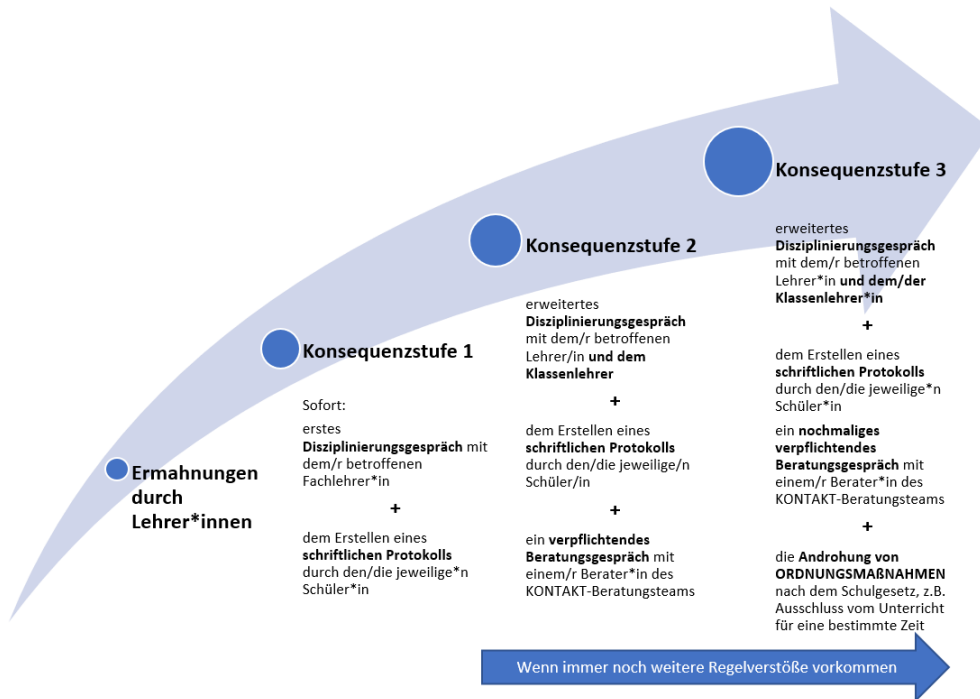 Ermahnungen
durch
Lehrer*innen
Konsequenzstufe 1
Sofort:
erstes
Disziplinierungsgespräch mit
dem/r betroffenen
Fachlehrer*in
+
dem Erstellen eines
schriftlichen Protokolls
durch den/die jeweilige*n
Schüler*in
Konsequenzstufe 2
erweitertes
Disziplinierungsgespräch
mit dem/r betroffenen
Lehrer/in und dem
Klassenlehrer
+
dem Erstellen eines
schriftlichen Protokolls
durch den/die jeweilige/n
Schüler/in
+
ein verpflichtendes
Beratungsgespräch mit
einem/r Berater*in des
KONTAKT-Beratungsteams
Konsequenzstufe 3
erweitertes
Disziplinierungsgespräch
mit dem/r betroffenen
Lehrer*in und dem/der
Klassenlehrer*in
+
dem Erstellen eines
schriftlichen Protokolls
durch den/die jeweilige*n
Schüler*in
ein nochmaliges
verpflichtendes
Beratungsgespräch mit
einem/r Berater*in des
KONTAKT-Beratungsteams
+
die Androhung von
ORDNUNGSMAßNAHMEN
nach dem Schulgesetz, z.B.
Ausschluss vom Unterricht
für eine bestimmte Zeit
Wenn immer noch weitere Regelverstöße vorkommen